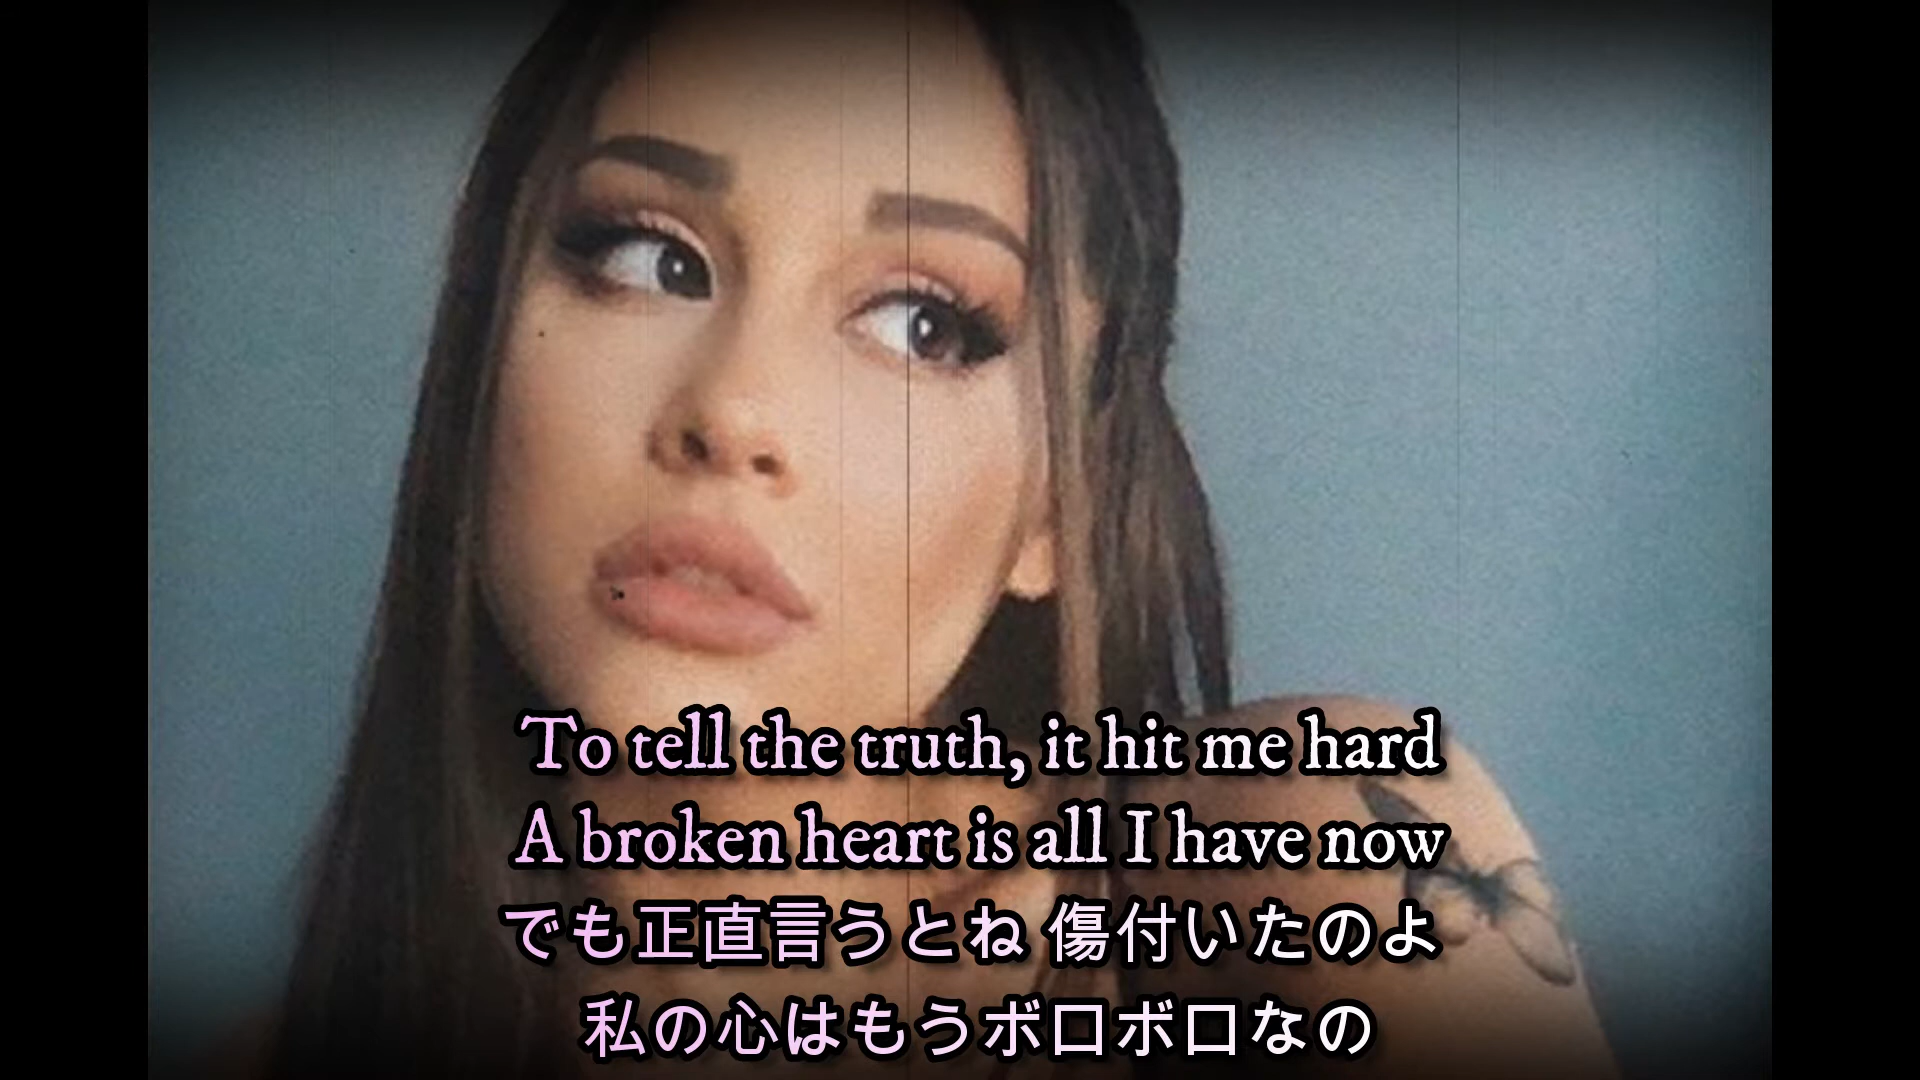 To tell the truth, it hit me hard
A broken heart is all I have now
でも正直言うとね 傷付いたのよ
私の心はもうボロボロなの